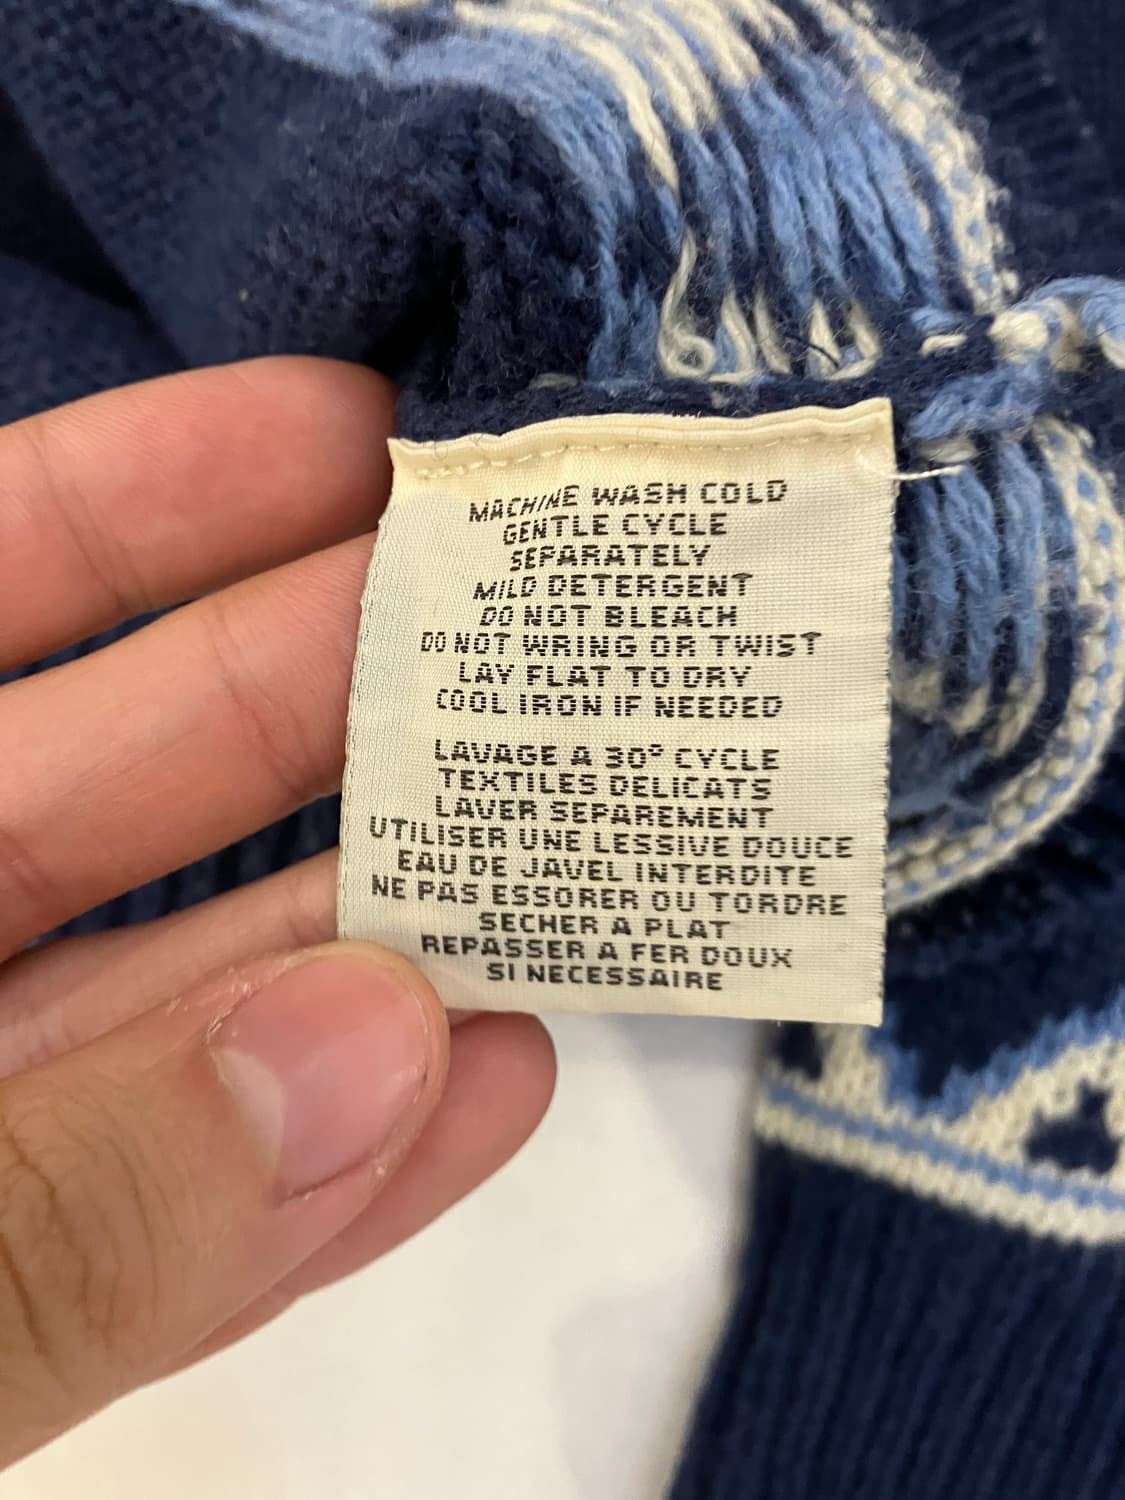 MACHINE WASH COLD
GENTLE CYCLE
SEPARATELY
MILD DETERGENT
DO NOT BLEACH
DO NOT WRING OR TWIST
LAY FLAT TO DRY
COOL IRON IF NEEDED
LAVAGE A 30° CYCLE
TEXTILES DELICATS
LAVER SEPAREMENT
UTILISER UNE LESSIVE DOUCE
EAU DE JAVEL INTERDITE
NE PAS ESSORER OU TORDRE
SECHER A PLAT
REPASSER A FER DOUX
SI NECESSAIRE